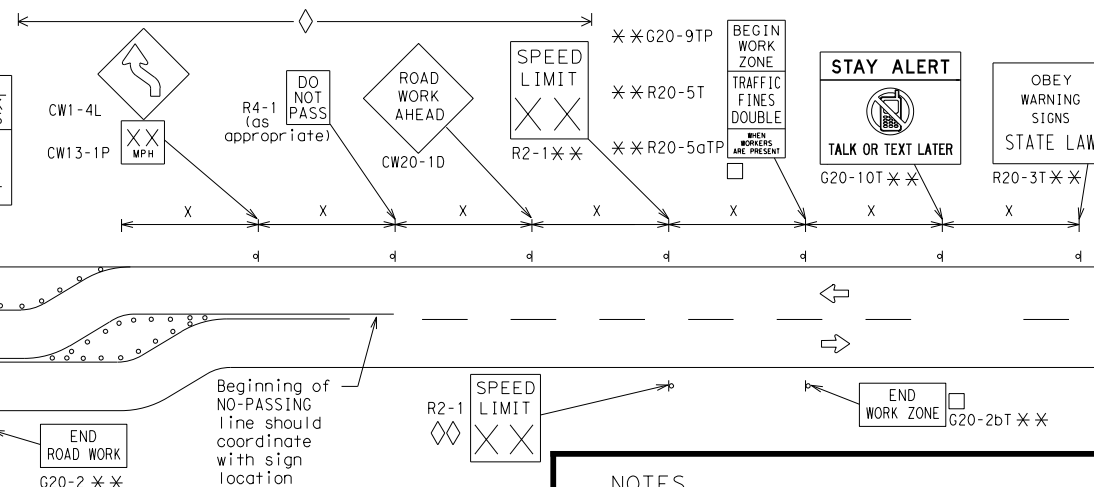 CW1-4L
XX
MPH
CW13-1P
R4-1
(as
appropriate)
DO
NOT
PASS
ROAD
WORK
AHEAD
CW20-1D
SPEED
LIMIT
XX
R2-1**
**G20-9TP
**R20-5T
**R20-5aTP
BEGIN
WORK
ZONE
TRAFFIC
FINES
DOUBLE
WHEN
WORKERS
ARE PRESENT
STAY ALERT
TALK OR TEXT LATER
G20-10T**
OBEY
WARNING
SIGNS
STATE LAW
R20-3T**
X X X X X X X
Beginning of
NO-PASSING
line should
coordinate
with sign
location
R2-1
SPEED
LIMIT
XX
END
WORK ZONE
G20-2bT**
END
ROAD WORK
G20-2**
NOTES